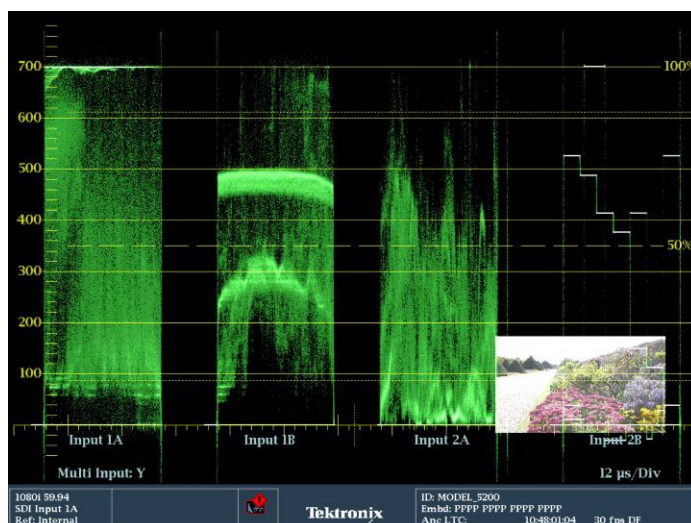 700 100%
600
500
400
50%
300
200
100
Input 1A Input 1B Input 2A Input 2B
Multi Input: Y 12 µs/Div
1080i 59.94
SDI Input 1A
Ref: Internal
Tektronix
ID: MODEL_5200
Embd: PPPP PPPP PPPP PPPP
Anc LTC: 10:48:01:04 30 fps DF